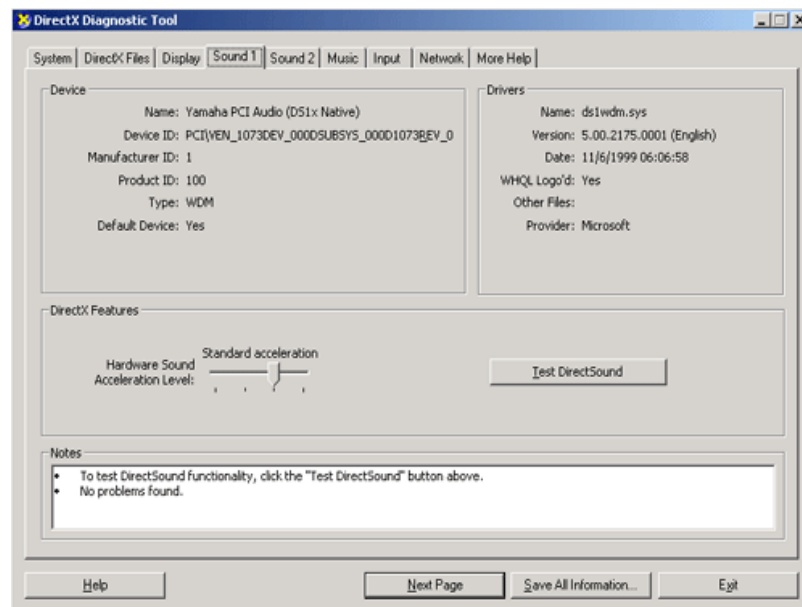 DirectX Diagnostic Tool
System DirectX Files Display Sound 1 Sound 2 Music Input Network More Help
Device
Name: Yamaha PCI Audio (DS1x Native)
Device ID: PCI\VEN_1073DEV_000DSUBSYS_000D1073REV_0
Manufacturer ID: 1
Product ID: 100
Type: WDM
Default Device: Yes
Drivers
Name: ds1wdm.sys
Version: 5.00.2175.0001 (English)
Date: 11/6/1999 06:06:58
WHQL Logo'd: Yes
Other Files:
Provider: Microsoft
DirectX Features
Hardware Sound
Acceleration Level:
Standard acceleration
Test DirectSound
Notes
• To test DirectSound functionality, click the "Test DirectSound" button above.
• No problems found.
Help Next Page Save All Information... Exit